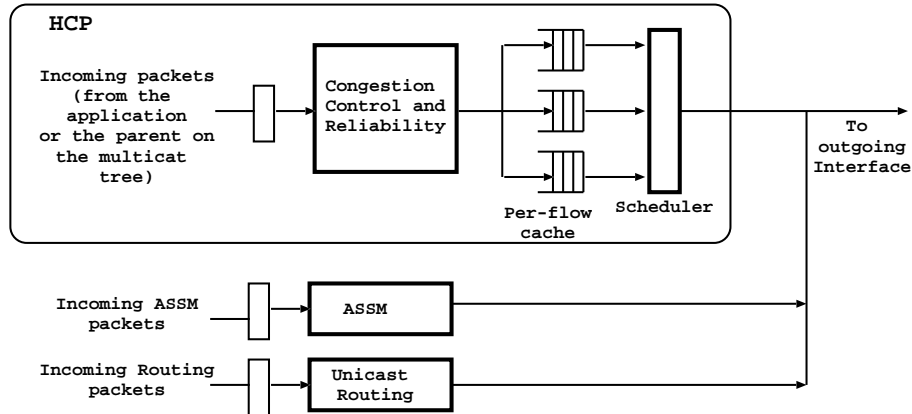 HCP
Incoming packets
(from the
application
or the parent on
the multicat
tree)
Congestion
Control and
Reliability
Per-flow
cache
Scheduler
To
outgoing
Interface
Incoming ASSM
packets
ASSM
Incoming Routing
packets
Unicast
Routing